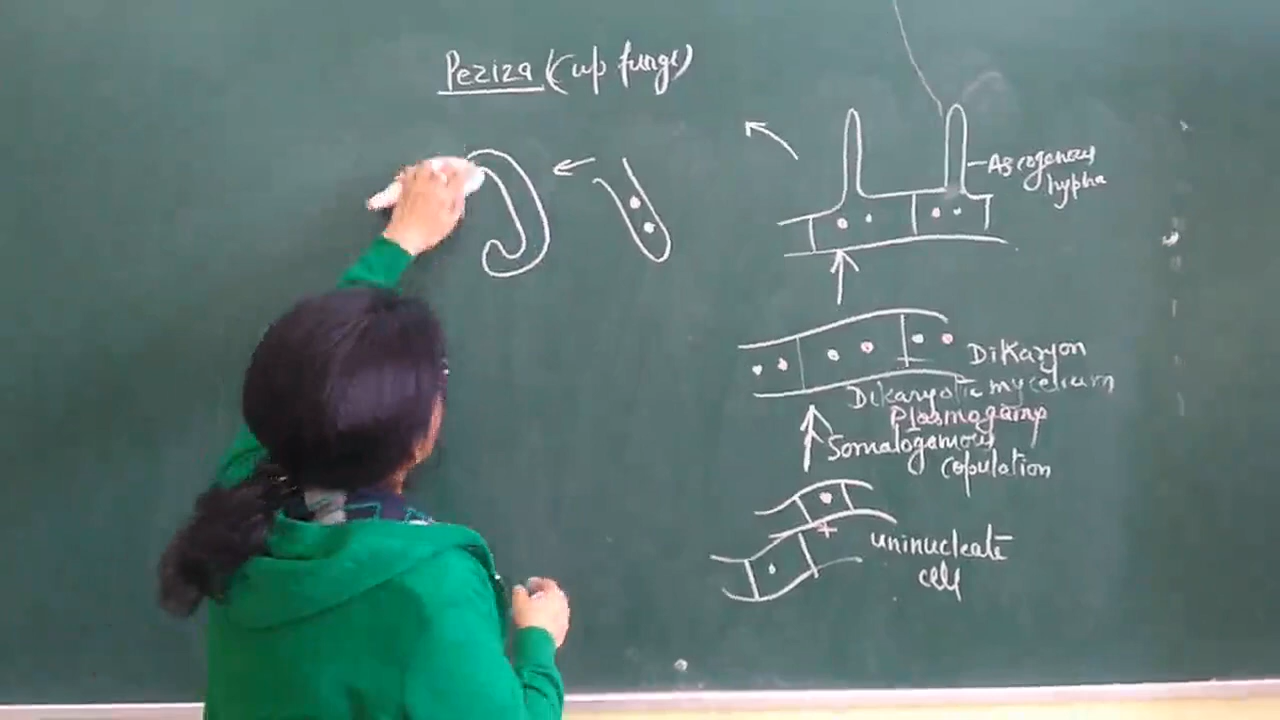 Peziza (Cup fungi)
Ascogenous
hypha
Dikaryon
Dikaryotic mycelium
Plasmogamy
Somatogamous
copulation
uninucleate
cell